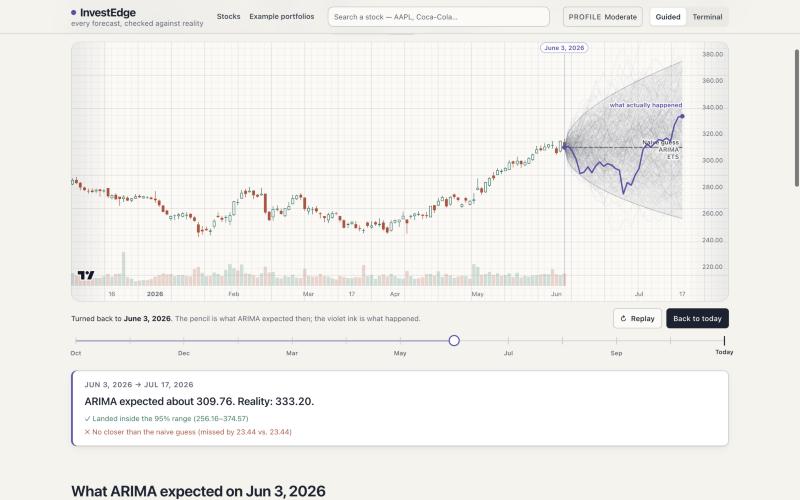 InvestEdge
every forecast, checked against reality
Stocks
Example portfolios
Search a stock — AAPL, Coca-Cola...
PROFILE Moderate
Guided
Terminal
June 3, 2026
380.00
360.00
what actually happened
340.00
320.00
Naive guess
ARIMA
ETS
300.00
280.00
260.00
240.00
220.00
16
2026
Feb
Mar
17
Apr
May
Jun
Jul
17
Turned back to June 3, 2026. The pencil is what ARIMA expected then; the violet ink is what happened.
↻ Replay
Back to today
Oct
Dec
Mar
May
Jul
Sep
Today
JUN 3, 2026 → JUL 17, 2026
ARIMA expected about 309.76. Reality: 333.20.
✓ Landed inside the 95% range (256.16–374.57)
✕ No closer than the naive guess (missed by 23.44 vs. 23.44)
What ARIMA expected on Jun 3, 2026